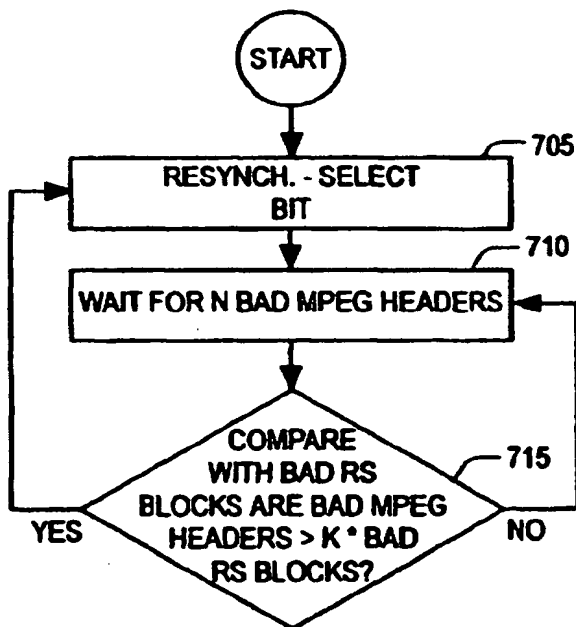 START
705
RESYNCH. - SELECT
BIT
710
WAIT FOR N BAD MPEG HEADERS
715
COMPARE
WITH BAD RS
BLOCKS ARE BAD MPEG
HEADERS > K * BAD
RS BLOCKS?
YES
NO